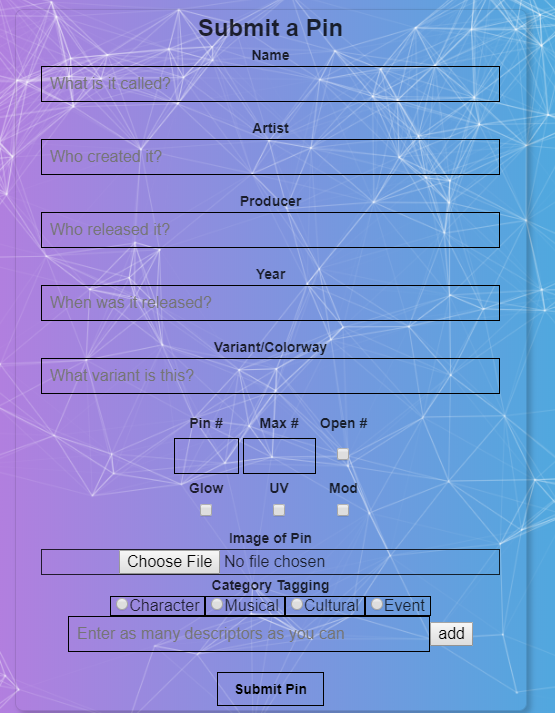 Submit a Pin
Name
What is it called?
Artist
Who created it?
Producer
Who released it?
Year
When was it released?
Variant/Colorway
What variant is this?
Pin # Max # Open #
Glow UV Mod
Image of Pin
Choose File No file chosen
Category Tagging
Character Musical Cultural Event
Enter as many descriptors as you can add
Submit Pin